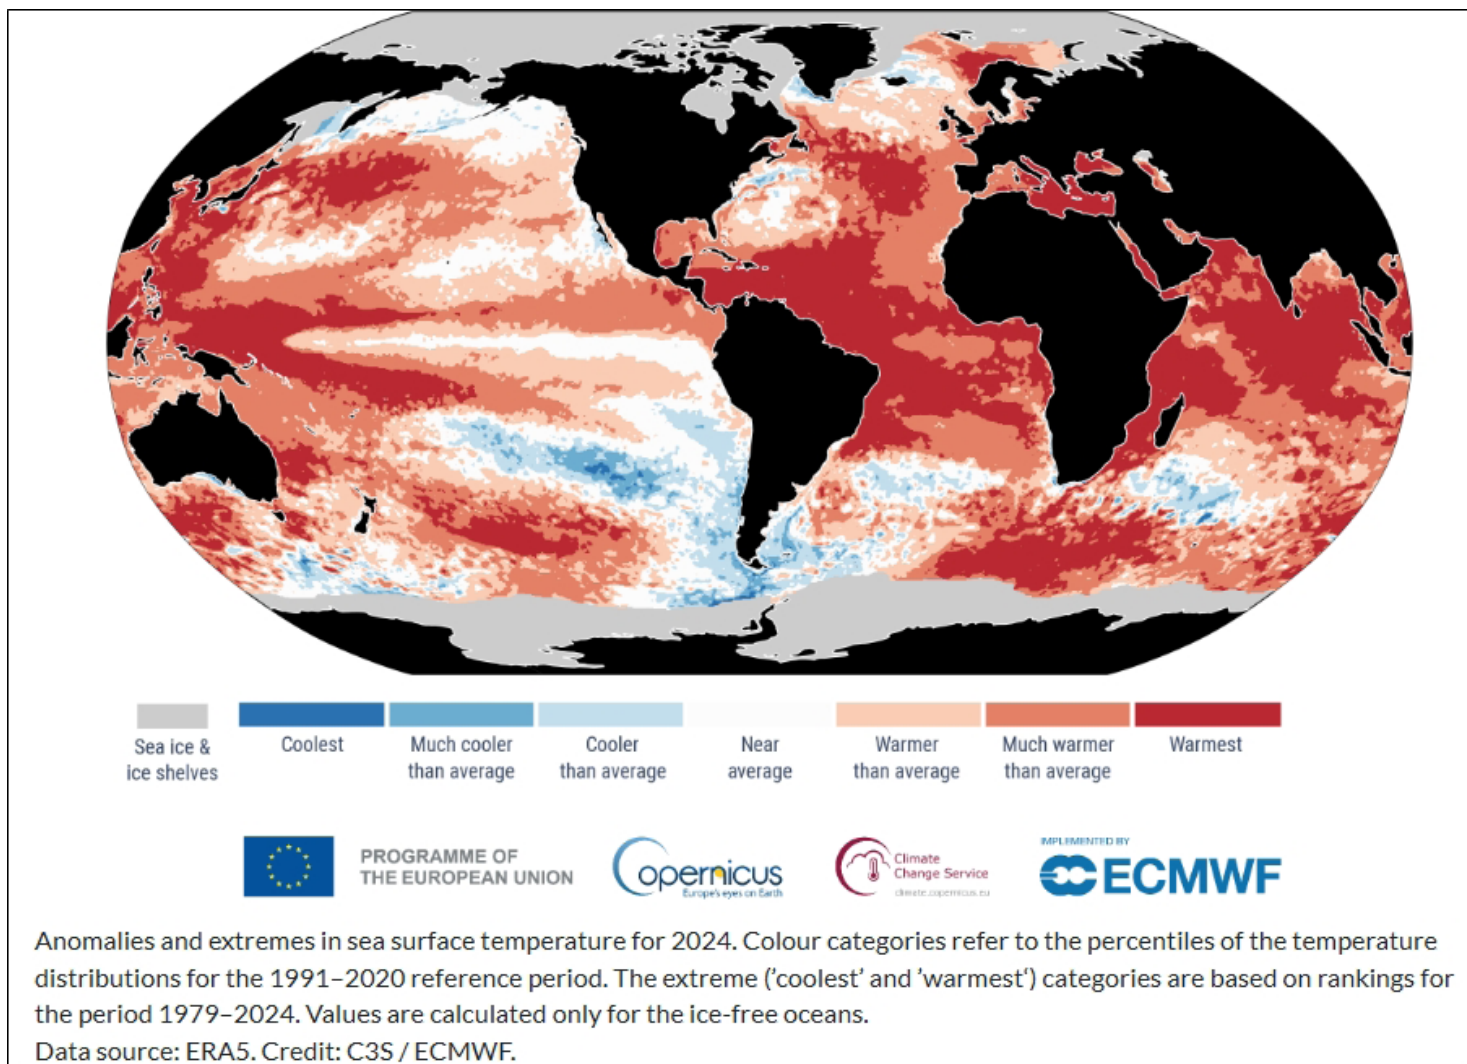 Sea ice & ice shelves
Coolest
Much cooler than average
Cooler than average
Near average
Warmer than average
Much warmer than average
Warmest
PROGRAMME OF
THE EUROPEAN UNION
Copernicus
Europe's eyes on Earth
Climate
Change Service
climate.copernicus.eu
IMPLEMENTED BY
ECMWF
Anomalies and extremes in sea surface temperature for 2024. Colour categories refer to the percentiles of the temperature
distributions for the 1991–2020 reference period. The extreme ('coolest' and 'warmest') categories are based on rankings for
the period 1979–2024. Values are calculated only for the ice-free oceans.
Data source: ERA5. Credit: C3S / ECMWF.